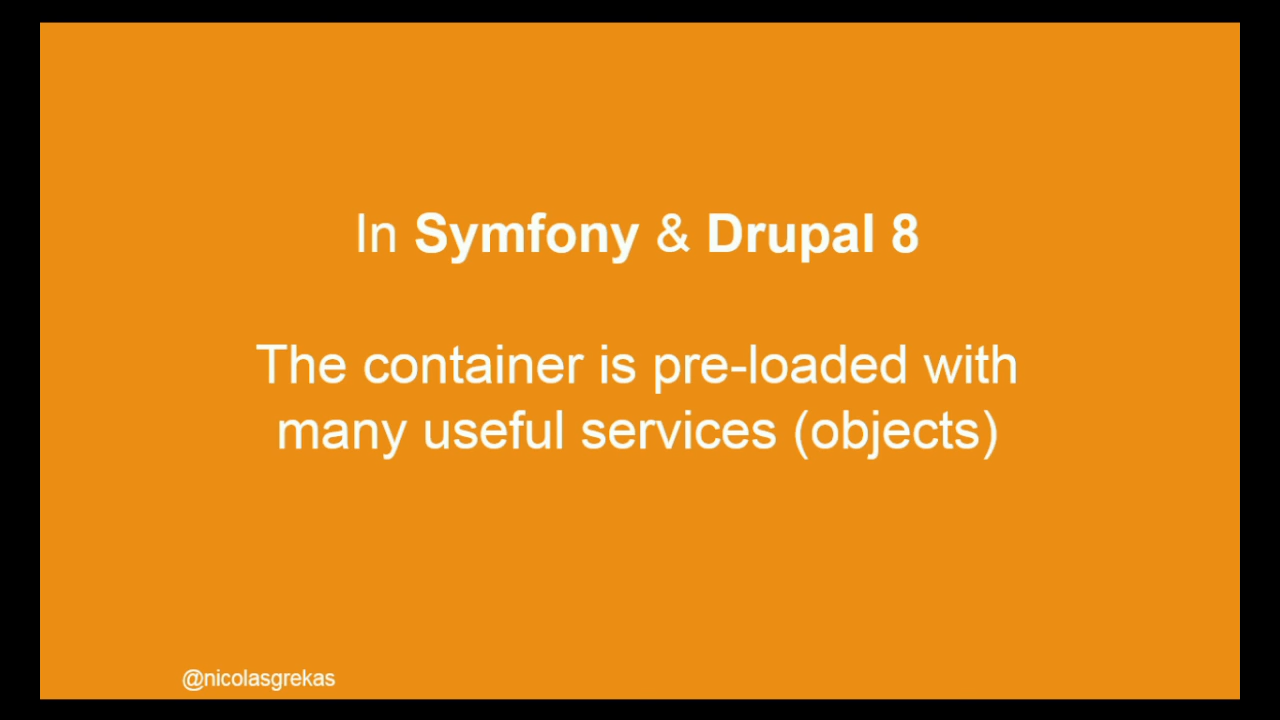 In Symfony & Drupal 8
The container is pre-loaded with
many useful services (objects)
@nicolasgrekas